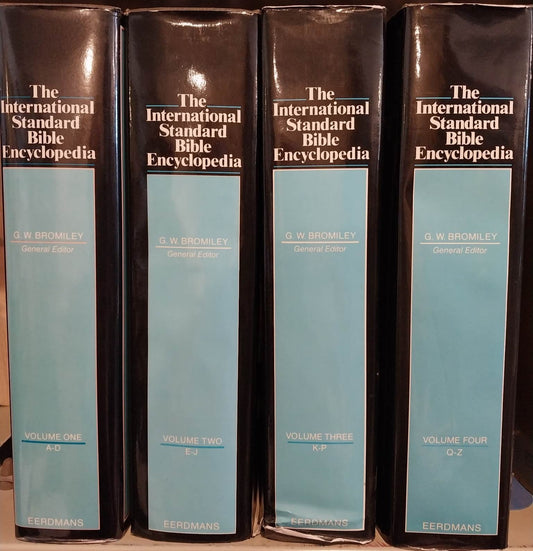 The
International
Standard
Bible
Encyclopedia
G. W. BROMILEY
General Editor
VOLUME ONE
A-D
EERDMANS
The
International
Standard
Bible
Encyclopedia
G. W. BROMILEY
General Editor
VOLUME TWO
E-J
EERDMANS
The
International
Standard
Bible
Encyclopedia
G. W. BROMILEY
General Editor
VOLUME THREE
K-P
EERDMANS
The
International
Standard
Bible
Encyclopedia
G. W. BROMILEY
General Editor
VOLUME FOUR
Q-Z
EERDMANS